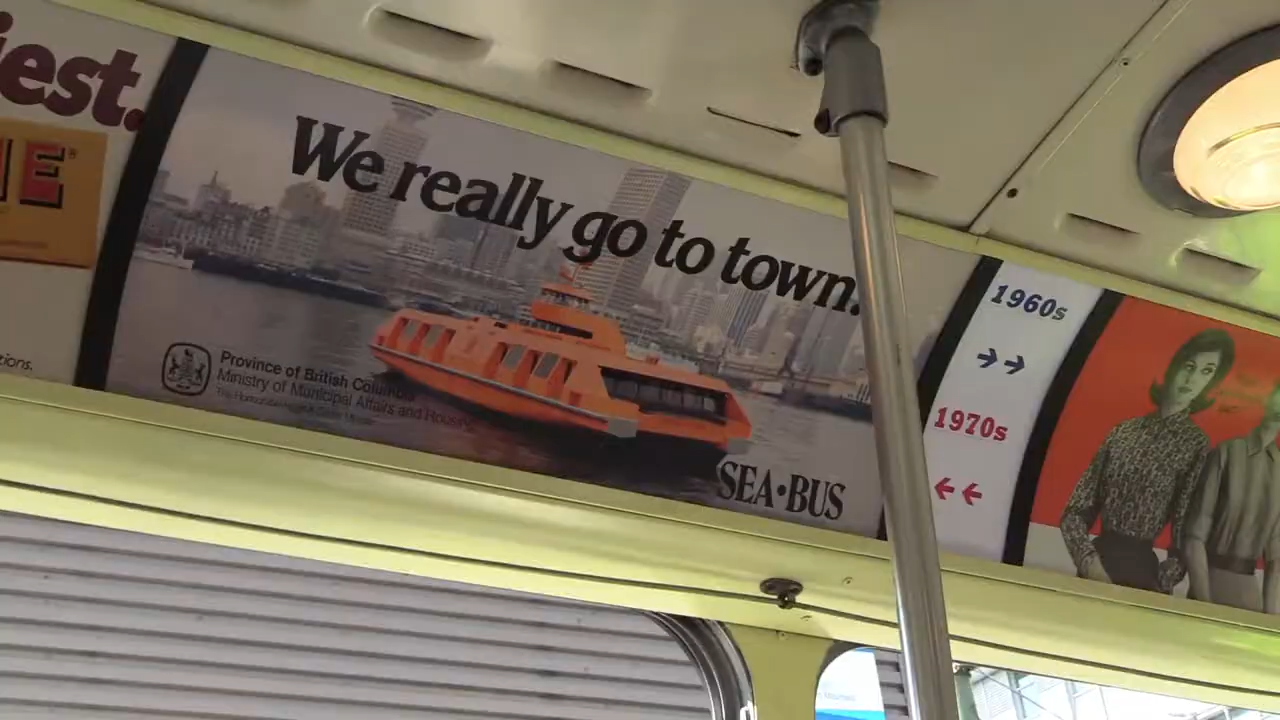 iest.
E®
tions.
We really go to town.
Province of British Columbia
Ministry of Municipal Affairs and Housing
SEA•BUS
1960s
→→
1970s
←←